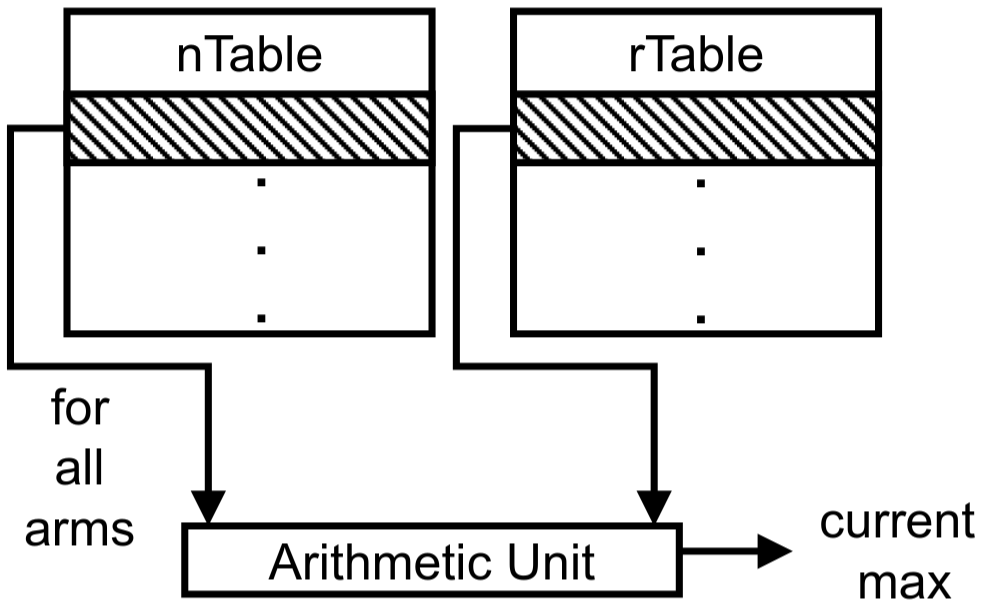 nTable
rTable
for
all
arms
Arithmetic Unit
current
max